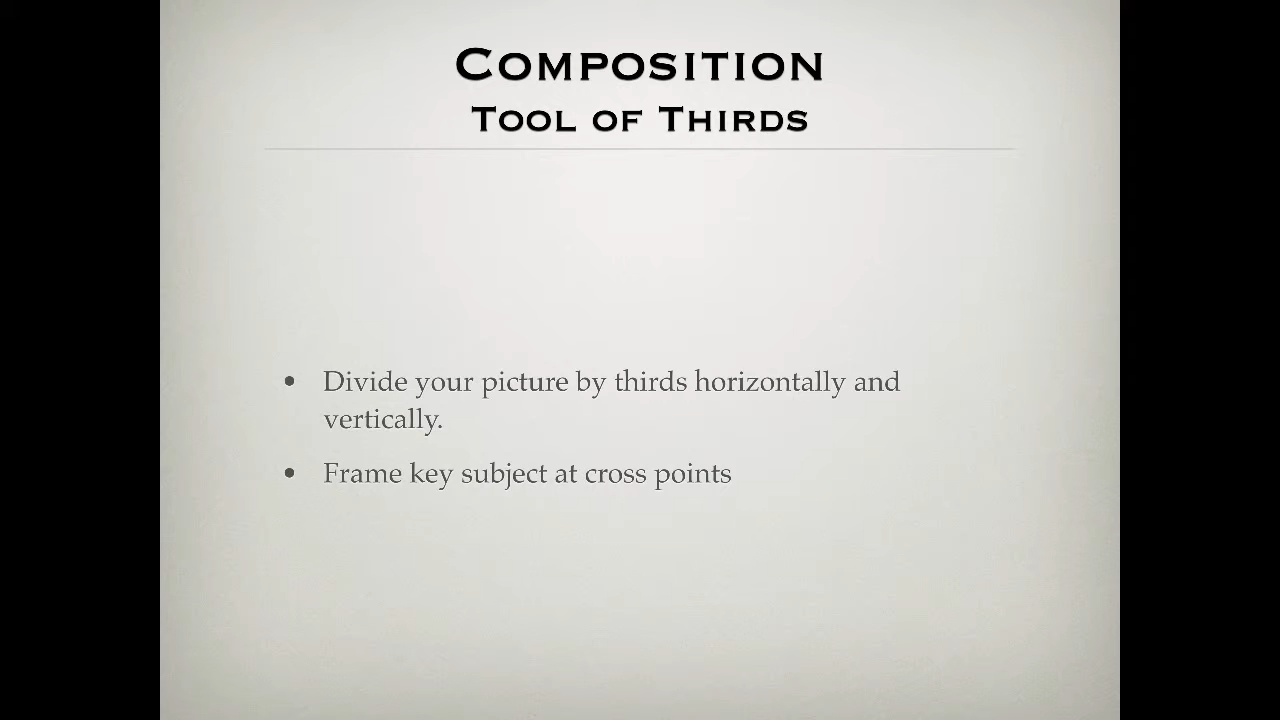 Composition
Tool of Thirds
• Divide your picture by thirds horizontally and
vertically.
• Frame key subject at cross points